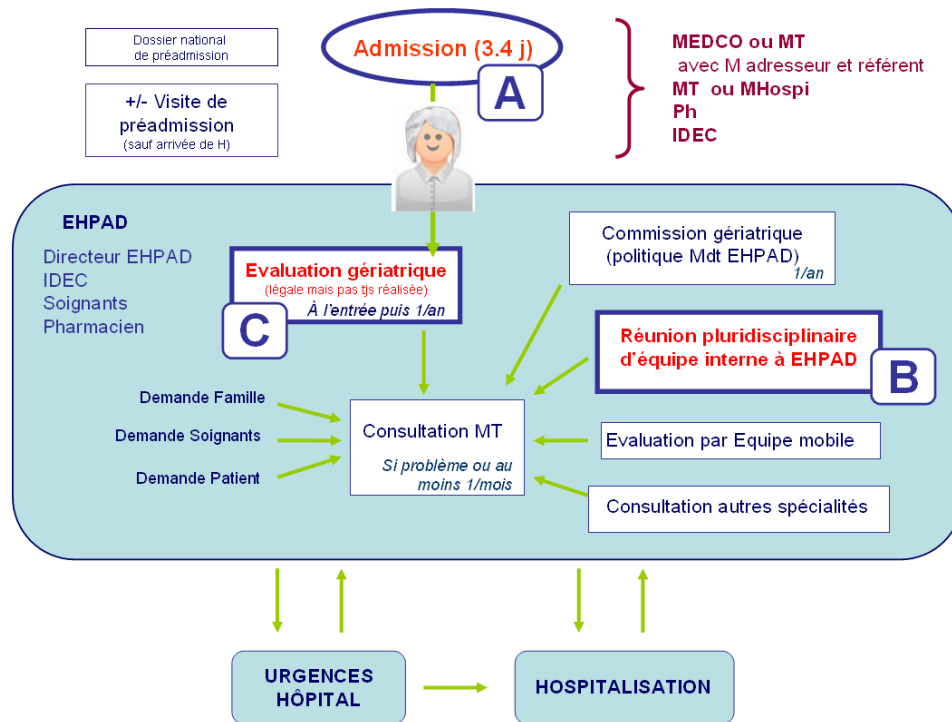 Dossier national
de préadmission
+/- Visite de
préadmission
(sauf arrivée de H)
Admission (3.4 j)
A
MEDCO ou MT
avec M adresseur et référent
MT ou MHospi
Ph
IDEC
EHPAD
Directeur EHPAD
IDEC
Soignants
Pharmacien
Evaluation gériatrique
(légale mais pas tjs réalisée)
À l'entrée puis 1/an
C
Commission gériatrique
(politique Mdt EHPAD)
1/an
Réunion pluridisciplinaire
d'équipe interne à EHPAD
B
Demande Famille
Demande Soignants
Demande Patient
Consultation MT
Si problème ou au
moins 1/mois
Evaluation par Equipe mobile
Consultation autres spécialités
URGENCES
HÔPITAL
HOSPITALISATION